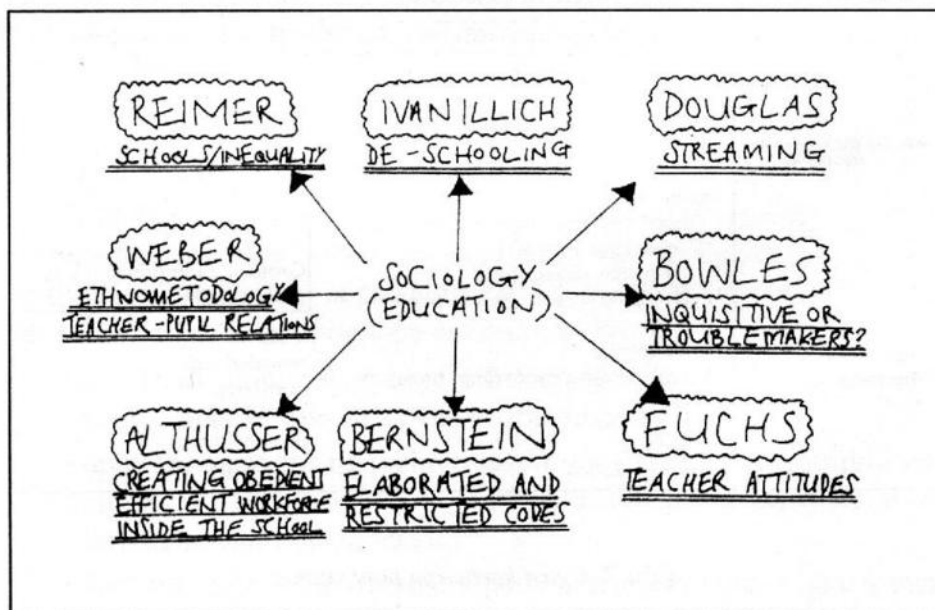 REIMER
SCHOOLS/INEQUALITY
IVAN ILLICH
DE-SCHOOLING
DOUGLAS
STREAMING
WEBER
ETHNOMETODOLOGY
TEACHER-PUPIL RELATIONS
SOCIOLOGY
(EDUCATION)
BOWLES
INQUISITIVE OR
TROUBLEMAKERS?
ALTHUSSER
CREATING OBEDIENT
EFFICIENT WORKFORCE
INSIDE THE SCHOOL
BERNSTEIN
ELABORATED AND
RESTRICTED CODES
FUCHS
TEACHER ATTITUDES